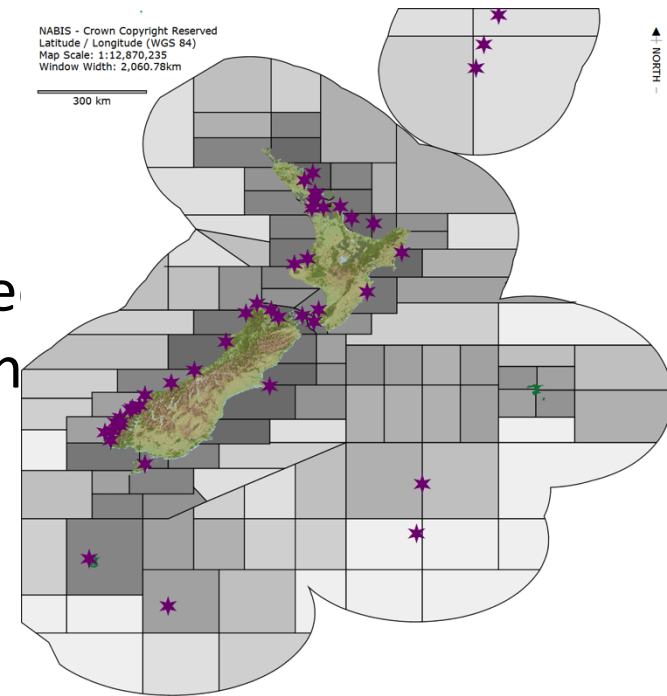 NABIS - Crown Copyright Reserved
Latitude / Longitude (WGS 84)
Map Scale: 1:12,870,235
Window Width: 2,060.78km
300 km
NORTH